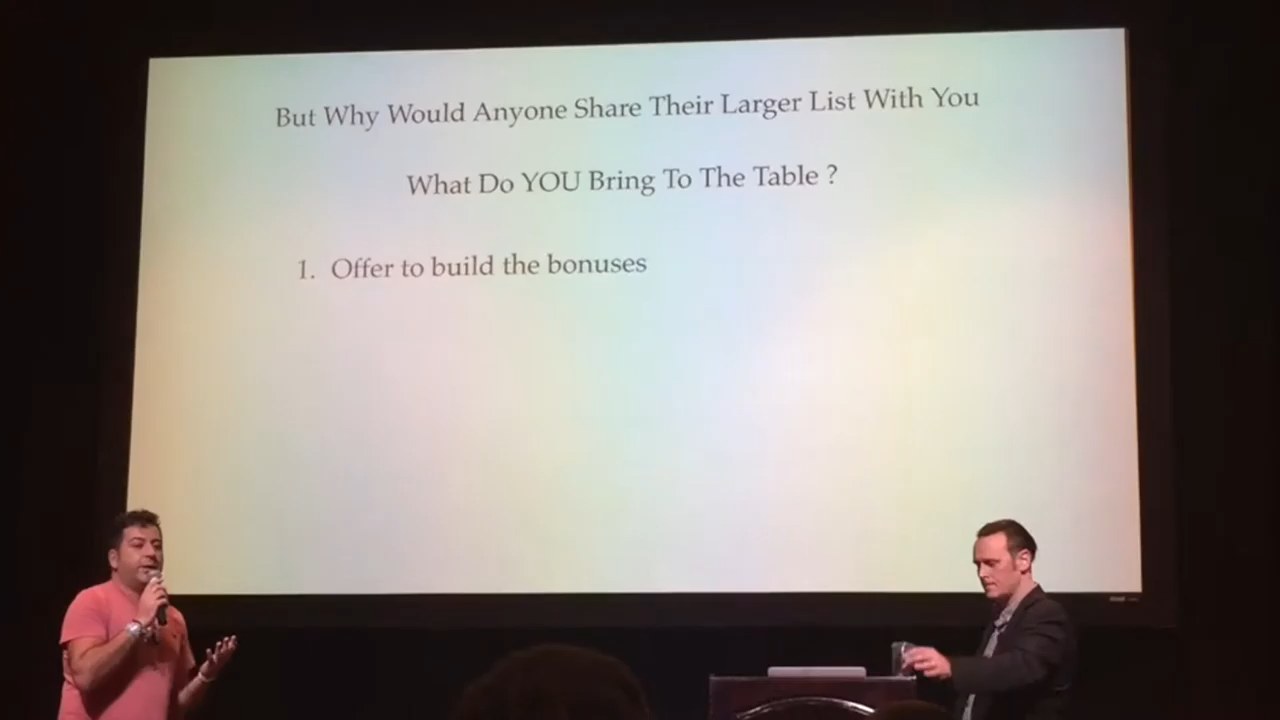 But Why Would Anyone Share Their Larger List With You
What Do YOU Bring To The Table ?
1. Offer to build the bonuses